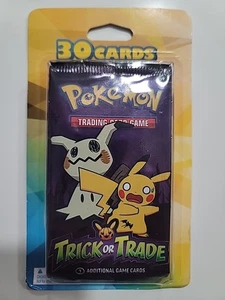 30 CARDS
POKéMON
TRADING CARD GAME
TRICK OR TRADE
ADDITIONAL GAME CARDS